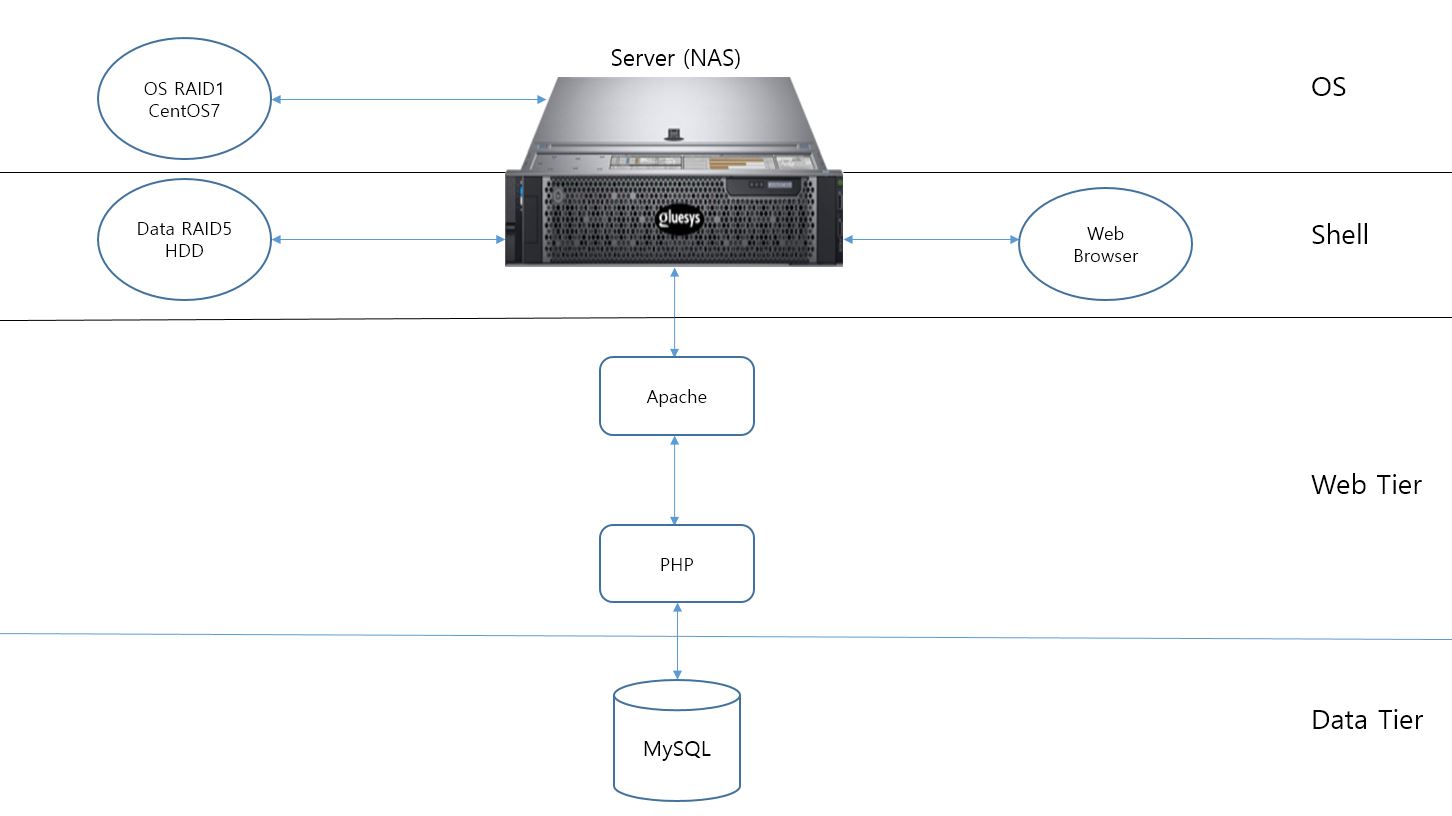 Server (NAS)
OS RAID1
CentOS7
OS
Data RAID5
HDD
gluesys
Web
Browser
Shell
Apache
Web Tier
PHP
Data Tier
MySQL